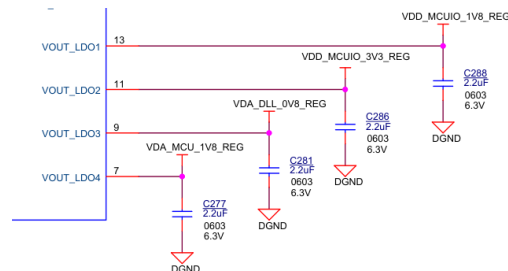 VDD_MCUIO_1V8_REG
VOUT_LDO1
13
VDD_MCUIO_3V3_REG
C288
2.2uF
0603
6.3V
DGND
VOUT_LDO2
11
VDA_DLL_0V8_REG
C286
2.2uF
0603
6.3V
DGND
VOUT_LDO3
9
VDA_MCU_1V8_REG
C281
2.2uF
0603
6.3V
DGND
VOUT_LDO4
7
C277
2.2uF
0603
6.3V
DGND